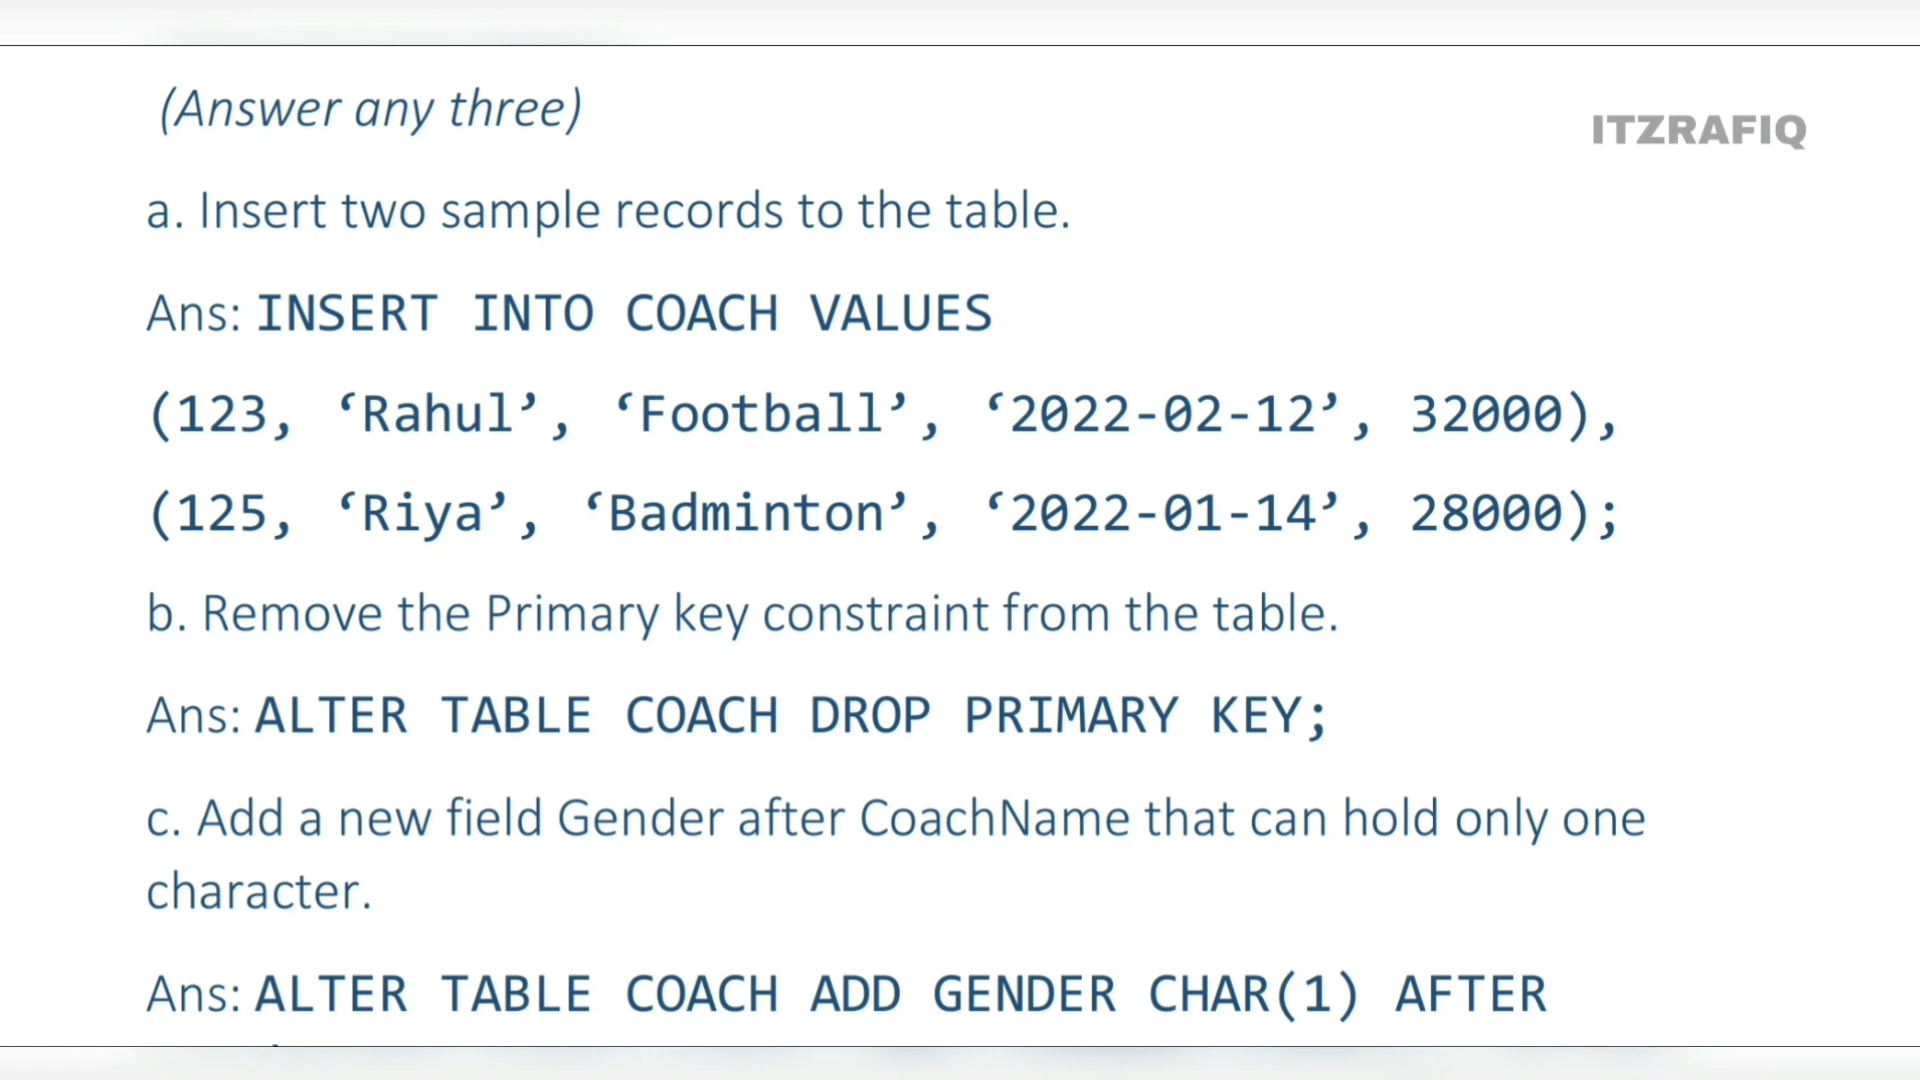 (Answer any three)
ITZRAFIQ
a. Insert two sample records to the table.
Ans: INSERT INTO COACH VALUES
(123, ‘Rahul’, ‘Football’, ‘2022-02-12’, 32000),
(125, ‘Riya’, ‘Badminton’, ‘2022-01-14’, 28000);
b. Remove the Primary key constraint from the table.
Ans: ALTER TABLE COACH DROP PRIMARY KEY;
c. Add a new field Gender after CoachName that can hold only one
character.
Ans: ALTER TABLE COACH ADD GENDER CHAR(1) AFTER